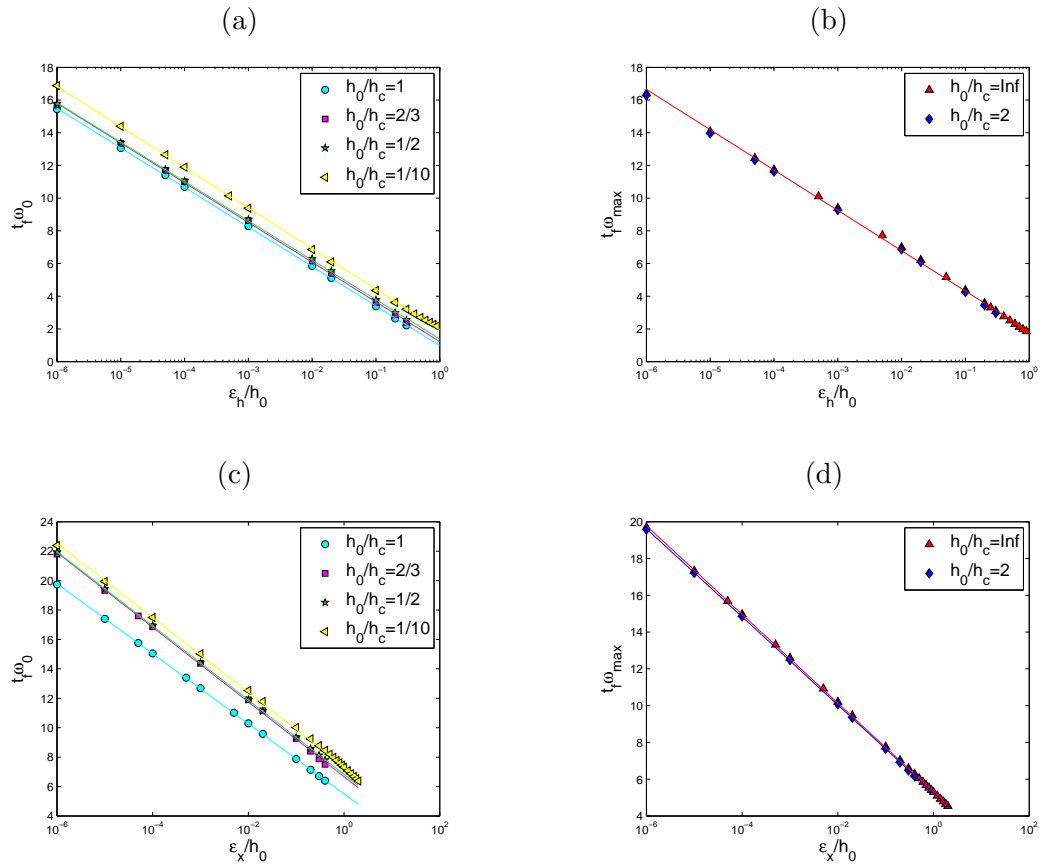 (a)
18
16
14
12
10
8
6
4
2
0
t_fω_0
10^-6
10^-5
10^-4
10^-3
10^-2
10^-1
10^0
ε_h/h_0
h_0/h_c=1
h_0/h_c=2/3
h_0/h_c=1/2
h_0/h_c=1/10
(b)
18
16
14
12
10
8
6
4
2
0
t_fω_max
10^-6
10^-5
10^-4
10^-3
10^-2
10^-1
10^0
ε_h/h_0
h_0/h_c=Inf
h_0/h_c=2
(c)
24
22
20
18
16
14
12
10
8
6
4
t_fω_0
10^-6
10^-4
10^-2
10^0
10^2
ε_x/h_0
h_0/h_c=1
h_0/h_c=2/3
h_0/h_c=1/2
h_0/h_c=1/10
(d)
20
18
16
14
12
10
8
6
4
t_fω_max
10^-6
10^-4
10^-2
10^0
10^2
ε_x/h_0
h_0/h_c=Inf
h_0/h_c=2